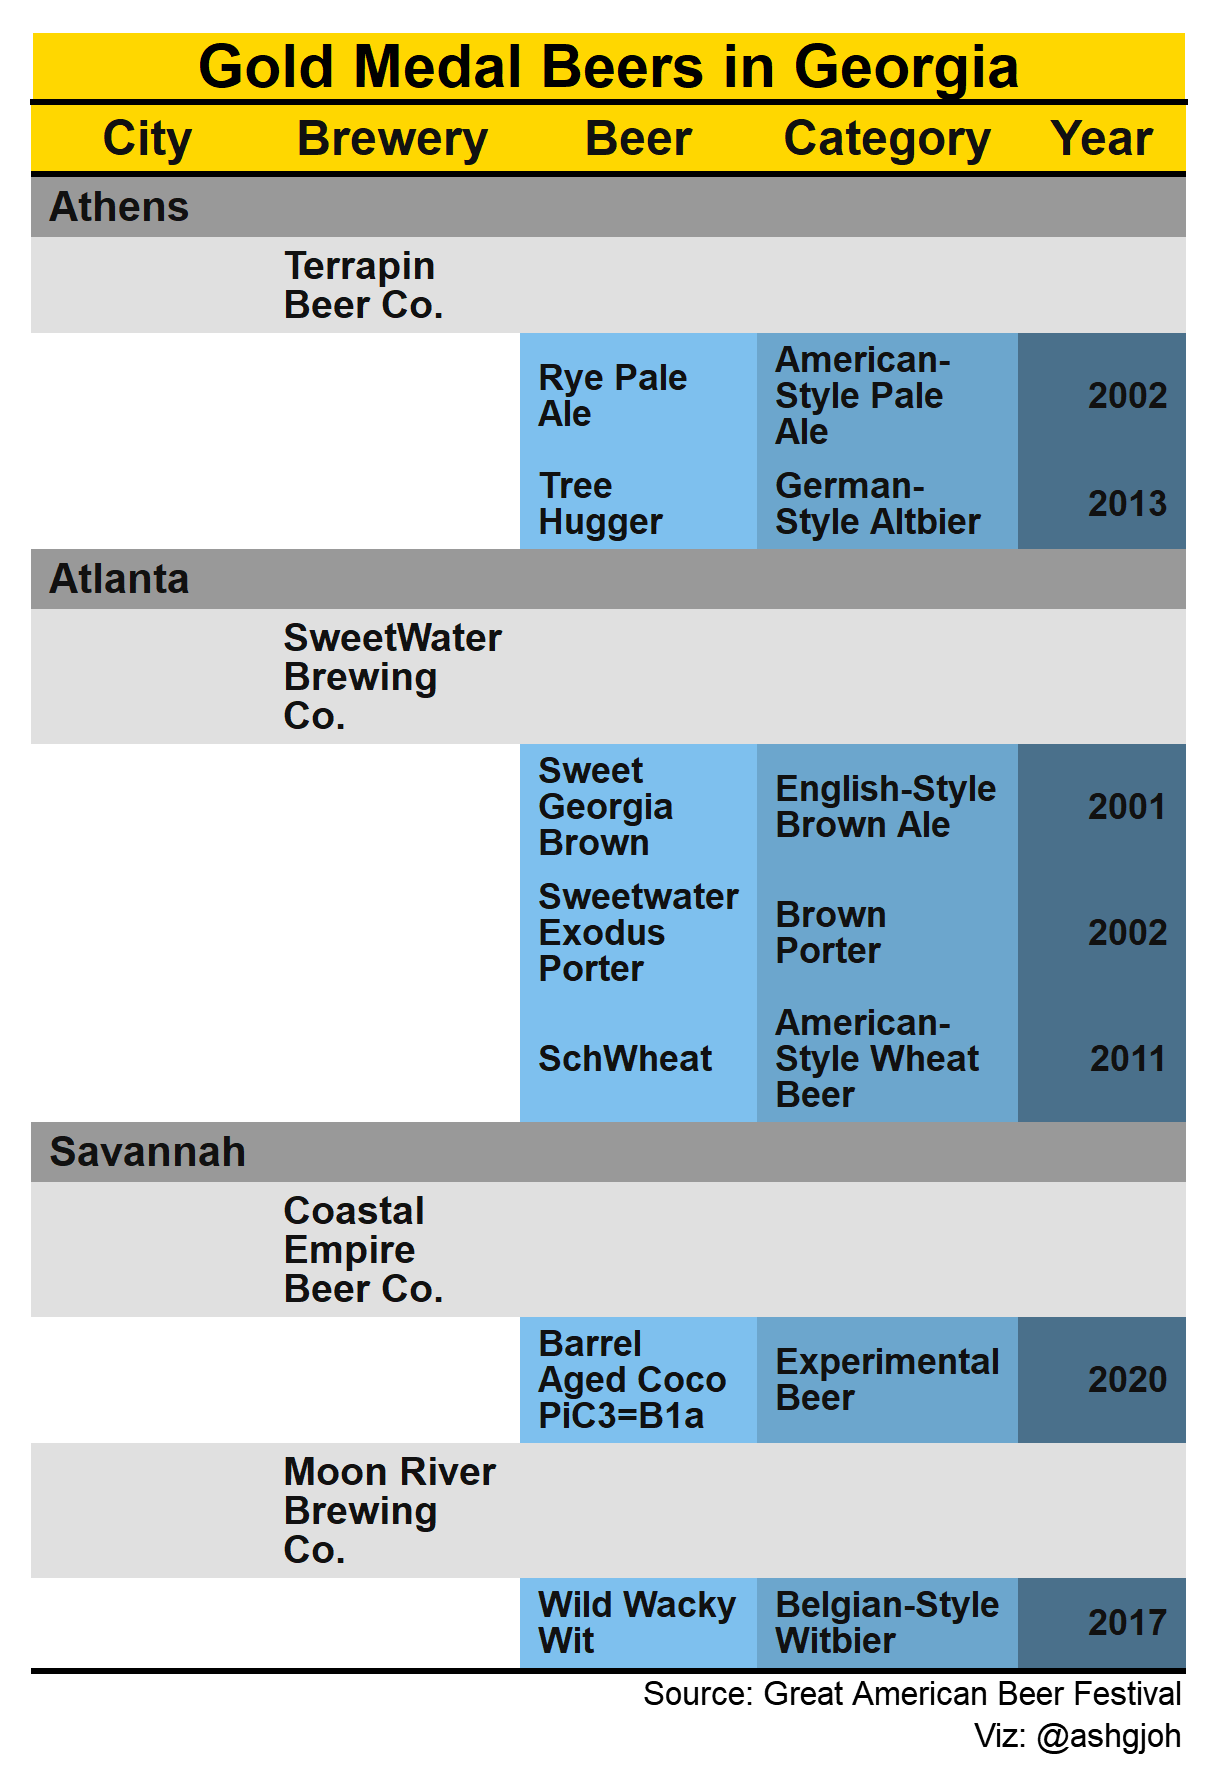 Gold Medal Beers in Georgia
City Brewery Beer Category Year
Athens
Terrapin
Beer Co.
Rye Pale
Ale
American-
Style Pale
Ale
2002
Tree
Hugger
German-
Style Altbier
2013
Atlanta
SweetWater
Brewing
Co.
Sweet
Georgia
Brown
English-Style
Brown Ale
2001
Sweetwater
Exodus
Porter
Brown
Porter
2002
SchWheat
American-
Style Wheat
Beer
2011
Savannah
Coastal
Empire
Beer Co.
Barrel
Aged Coco
PiC3=B1a
Experimental
Beer
2020
Moon River
Brewing
Co.
Wild Wacky
Wit
Belgian-Style
Witbier
2017
Source: Great American Beer Festival
Viz: @ashgjoh